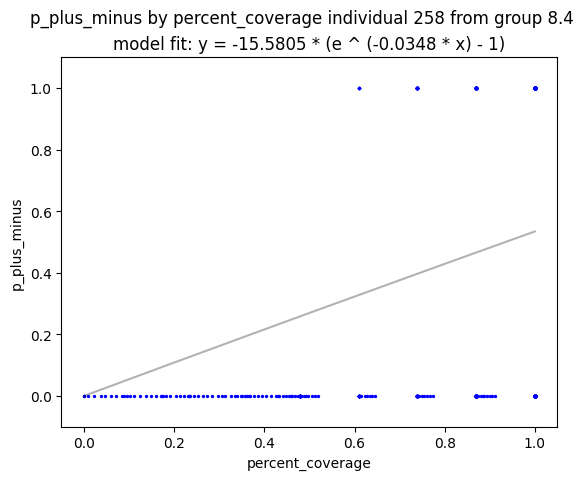 p_plus_minus by percent_coverage individual 258 from group 8.4
model fit: y = -15.5805 * (e ^ (-0.0348 * x) - 1)
1.0
0.8
0.6
0.4
0.2
0.0
p_plus_minus
0.0 0.2 0.4 0.6 0.8 1.0
percent_coverage